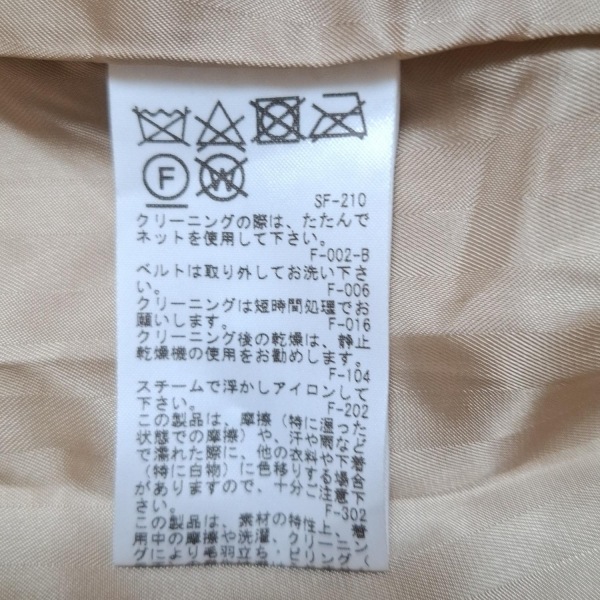 F W
SF-210
クリーニングの際は、たたんで
ネットを使用して下さい。
F-002-B
ベルトは取り外してお洗い下さ
い。
F-006
クリーニングは短時間処理でお
願いします。
F-016
クリーニング後の乾燥は、静止
乾燥機の使用をお勧めします。
F-104
スチームで浮かしアイロンして
下さい。
F-202
この製品は、摩擦（特に湿った
状態での摩擦）や、汗や雨など
で濡れた際に、他の衣料や下着
（特に白物）に色移りする場合
がありますので、十分ご注意下
さい。
F-302
この製品は、素材の特性上、着
用中の摩擦や洗濯、クリーニン
グにより毛羽立ち・ピリング（